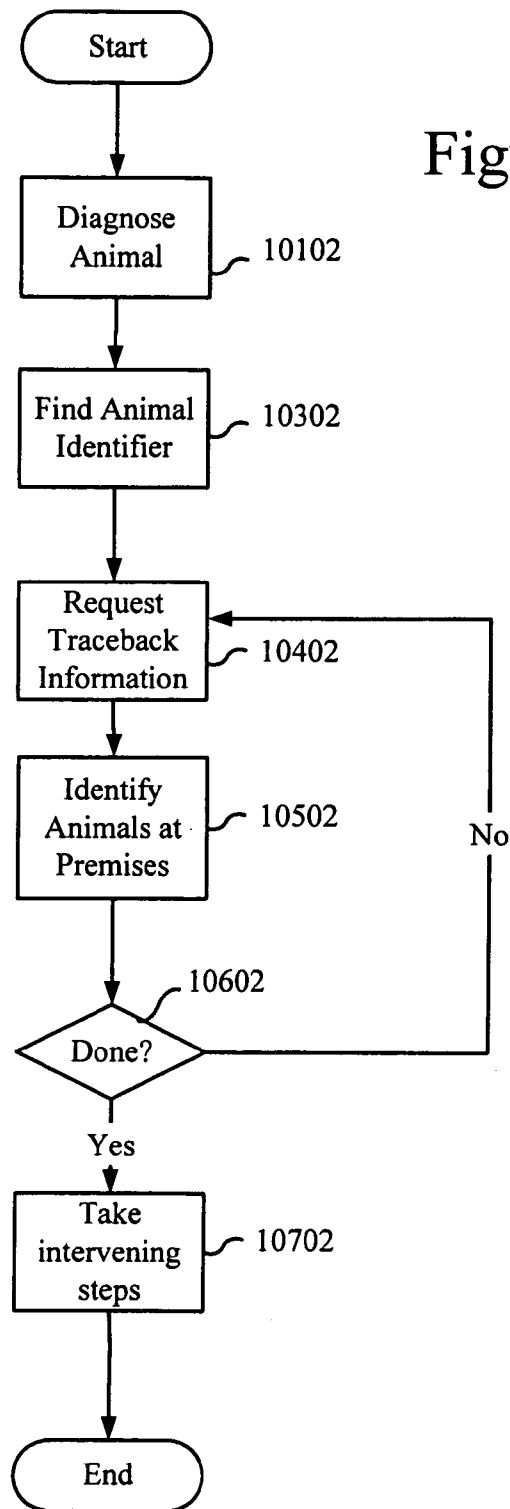 Start
Fig
Diagnose
Animal
10102
Find Animal
Identifier
10302
Request
Traceback
Information
10402
Identify
Animals at
Premises
10502
No
10602
Done?
Yes
Take
intervening
steps
10702
End